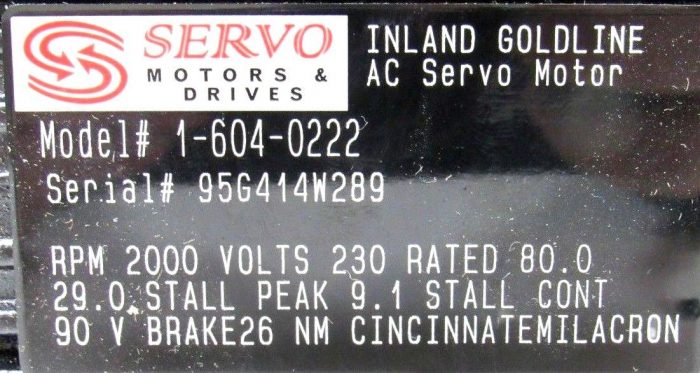 SERVO
MOTORS &
DRIVES
INLAND GOLDLINE
AC Servo Motor
Model# 1-604-0222
Serial# 95G414W289
RPM 2000 VOLTS 230 RATED 80.0
29.0 STALL PEAK 9.1 STALL CONT
90 V BRAKE26 NM CINCINNATEMILACRON